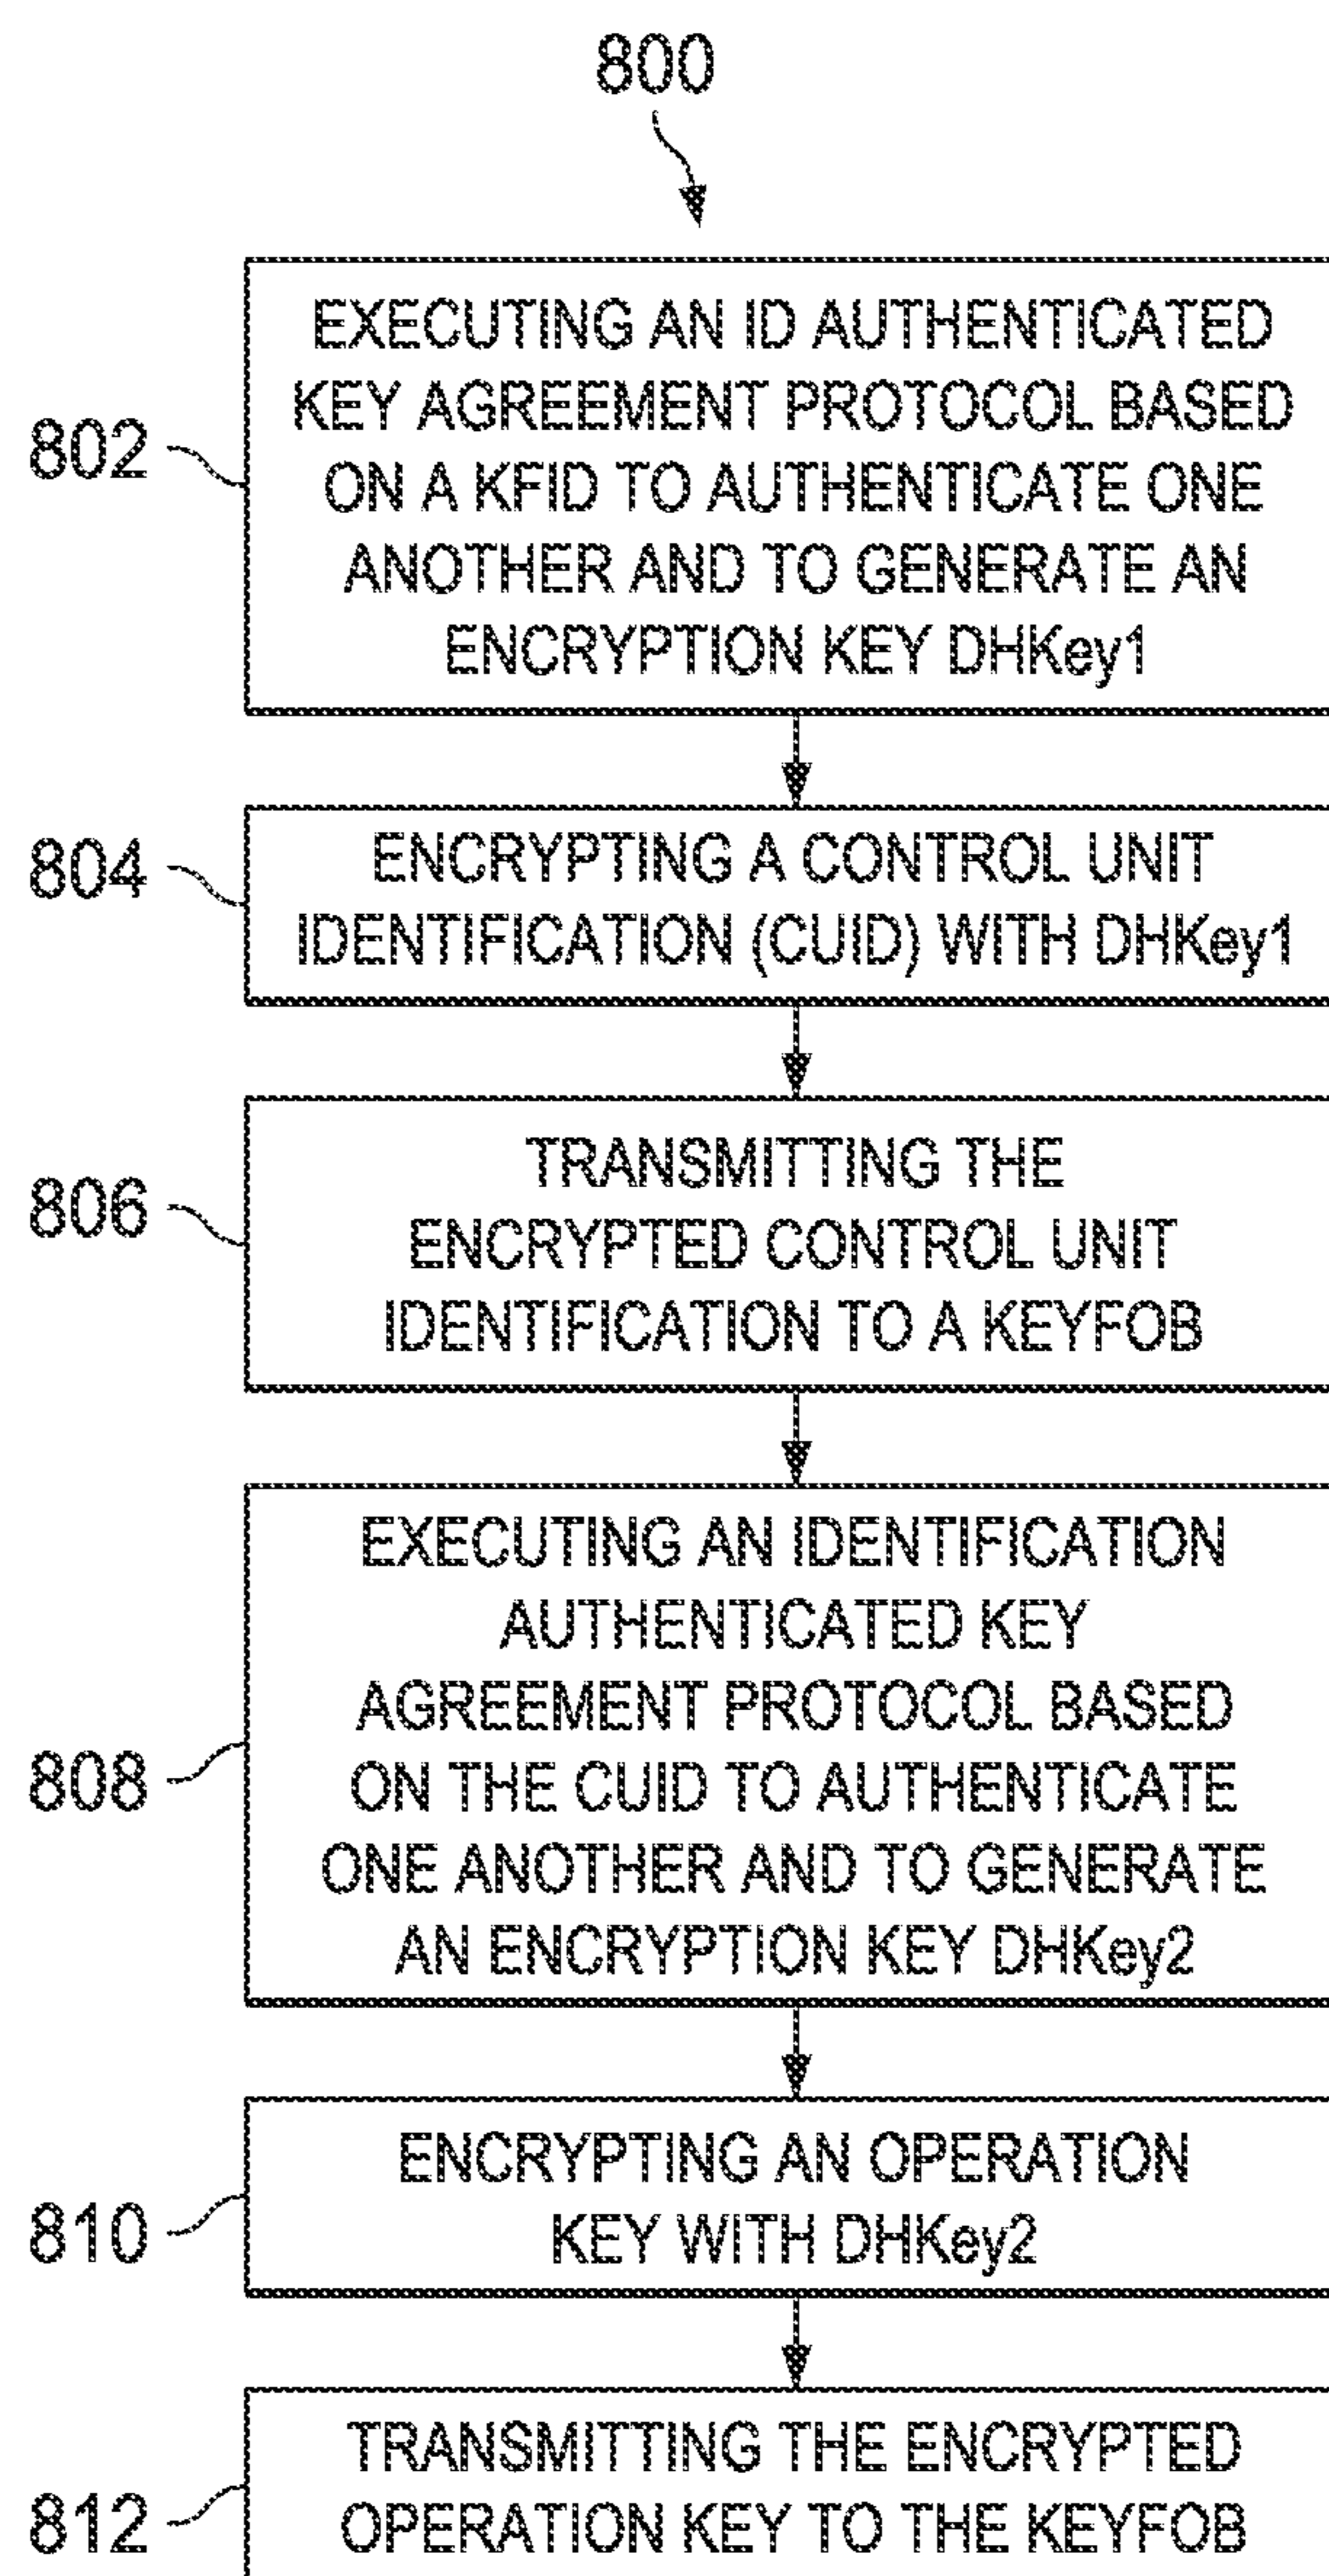 800
802
EXECUTING AN ID AUTHENTICATED
KEY AGREEMENT PROTOCOL BASED
ON A KFID TO AUTHENTICATE ONE
ANOTHER AND TO GENERATE AN
ENCRYPTION KEY DHKey1
804
ENCRYPTING A CONTROL UNIT
IDENTIFICATION (CUID) WITH DHKey1
806
TRANSMITTING THE
ENCRYPTED CONTROL UNIT
IDENTIFICATION TO A KEYFOB
808
EXECUTING AN IDENTIFICATION
AUTHENTICATED KEY
AGREEMENT PROTOCOL BASED
ON THE CUID TO AUTHENTICATE
ONE ANOTHER AND TO GENERATE
AN ENCRYPTION KEY DHKey2
810
ENCRYPTING AN OPERATION
KEY WITH DHKey2
812
TRANSMITTING THE ENCRYPTED
OPERATION KEY TO THE KEYFOB